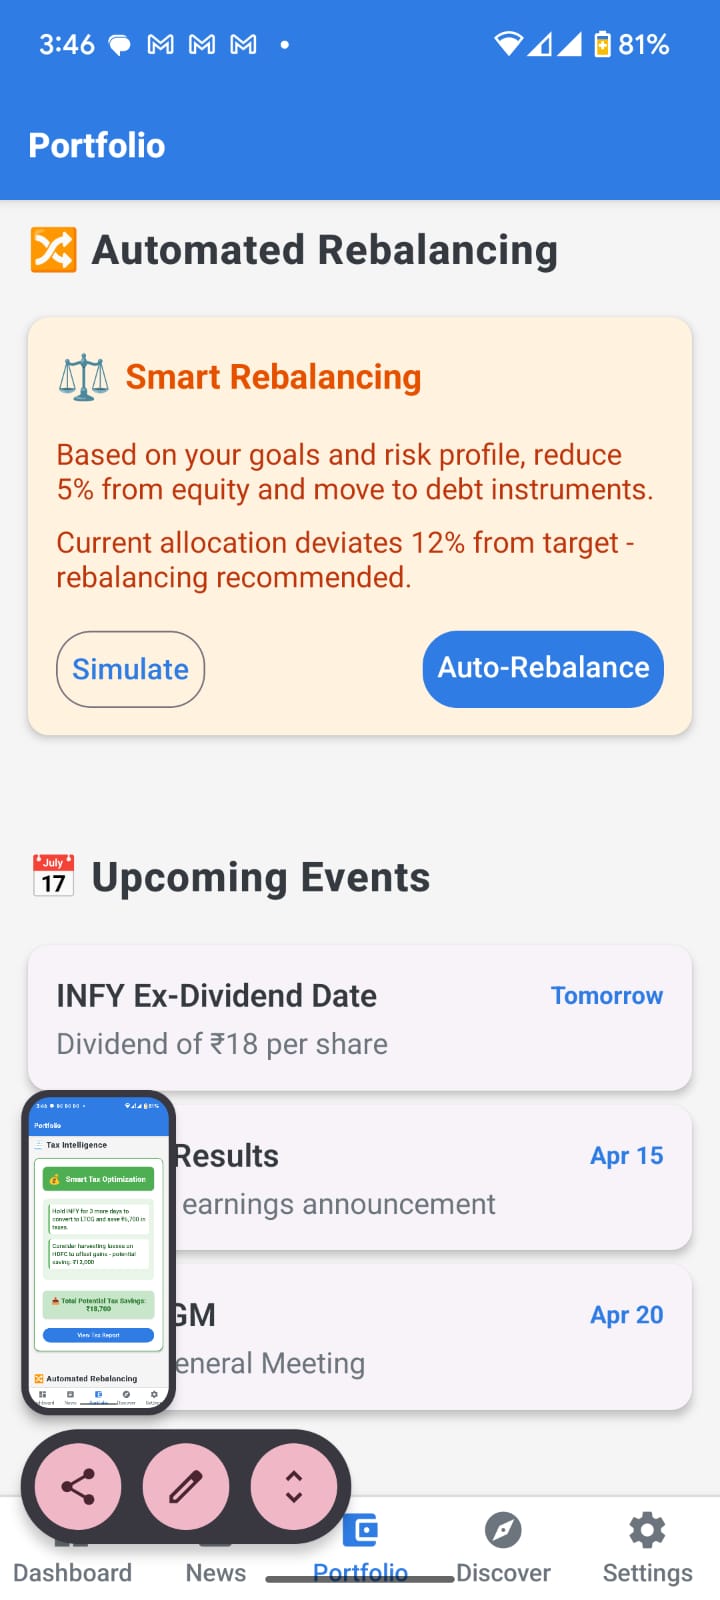 3:46
81%
Portfolio
Automated Rebalancing
Smart Rebalancing
Based on your goals and risk profile, reduce
5% from equity and move to debt instruments.
Current allocation deviates 12% from target -
rebalancing recommended.
Simulate
Auto-Rebalance
July
17
Upcoming Events
INFY Ex-Dividend Date
Tomorrow
Dividend of ₹18 per share
Results
Apr 15
earnings announcement
GM
Apr 20
eneral Meeting
Portfolio
Tax Intelligence
Smart Tax Optimization
Hold INFY for 3 more days to
convert to LTCG and save ₹6,700 in
taxes.
Consider harvesting losses on
HDFC to offset gains - potential
saving: ₹12,000
Total Potential Tax Savings:
₹18,700
View Tax Report
Automated Rebalancing
Dashboard
News
Portfolio
Discover
Settings